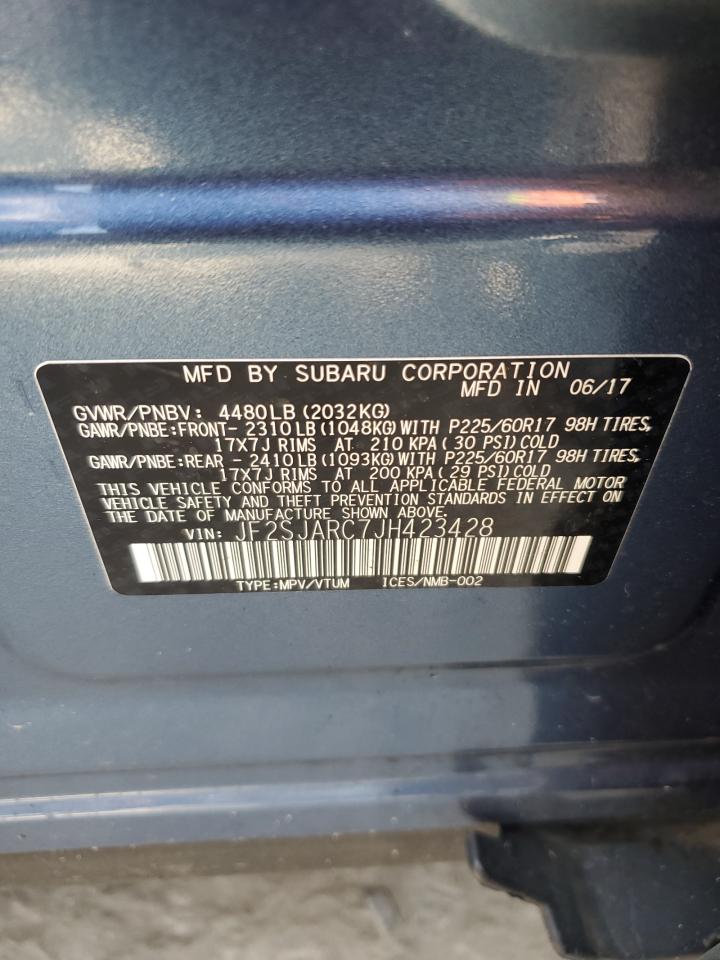 MFD BY SUBARU CORPORATION
MFD IN 06/17
GVWR/PNBV: 4480LB(2032KG)
GAWR/PNBE:FRONT- 2310LB(1048KG)WITH P225/60R17 98H TIRES,
17X7J RIMS AT 210 KPA(30 PSI)COLD
GAWR/PNBE:REAR - 2410LB(1093KG)WITH P225/60R17 98H TIRES,
17X7J RIMS AT 200 KPA(29 PSI)COLD
THIS VEHICLE CONFORMS TO ALL APPLICABLE FEDERAL MOTOR
VEHICLE SAFETY AND THEFT PREVENTION STANDARDS IN EFFECT ON
THE DATE OF MANUFACTURE SHOWN ABOVE.
VIN: JF2SJARC7JH423428
TYPE:MPV/VTUM ICES/NMB-002